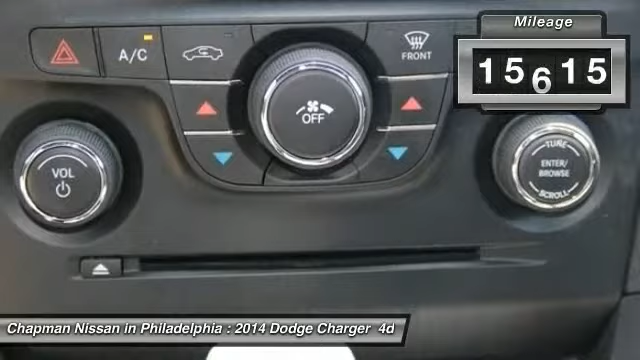 Mileage
15615
A/C
FRONT
OFF
VOL
TUNE
ENTER/
BROWSE
SCROLL
Chapman Nissan in Philadelphia : 2014 Dodge Charger 4d